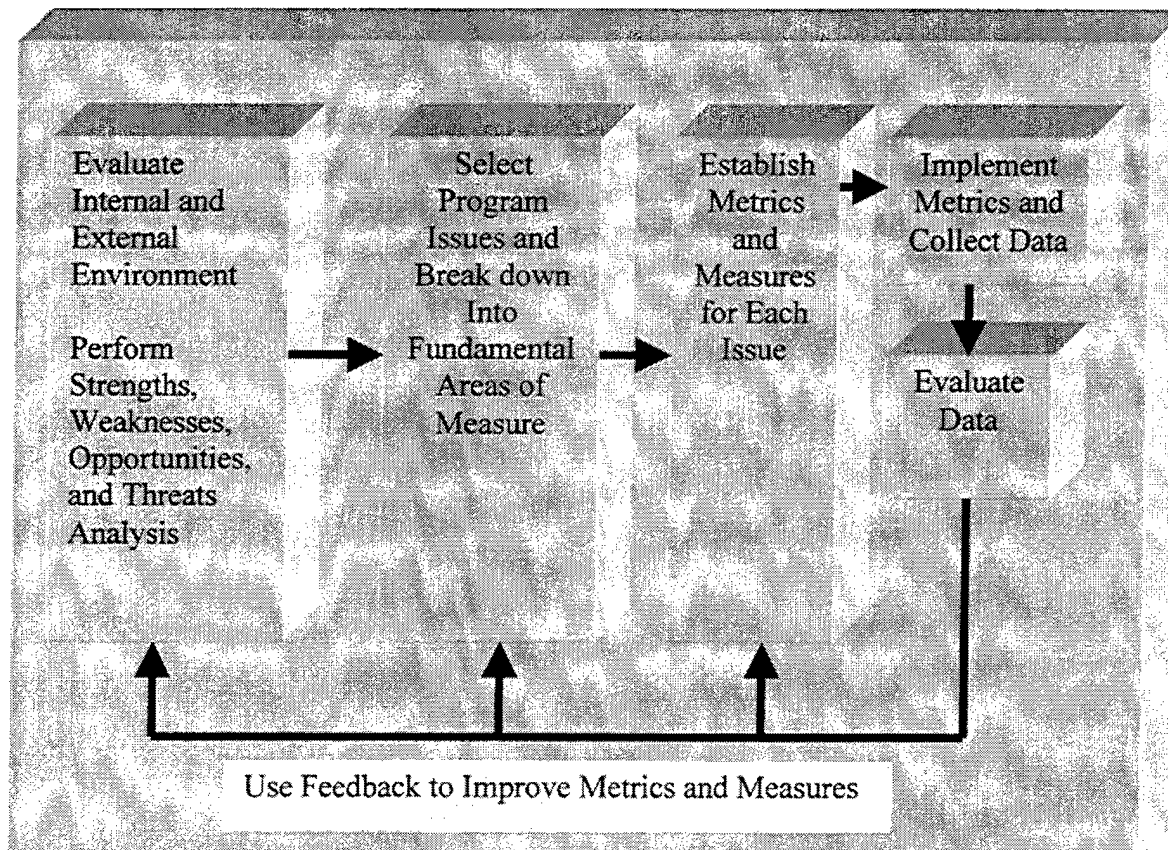 Evaluate
Internal and
External
Environment
Perform
Strengths,
Weaknesses,
Opportunities,
and Threats
Analysis
Select
Program
Issues and
Break down
Into
Fundamental
Areas of
Measure
Establish
Metrics
and
Measures
for Each
Issue
Implement
Metrics and
Collect Data
Evaluate
Data
Use Feedback to Improve Metrics and Measures